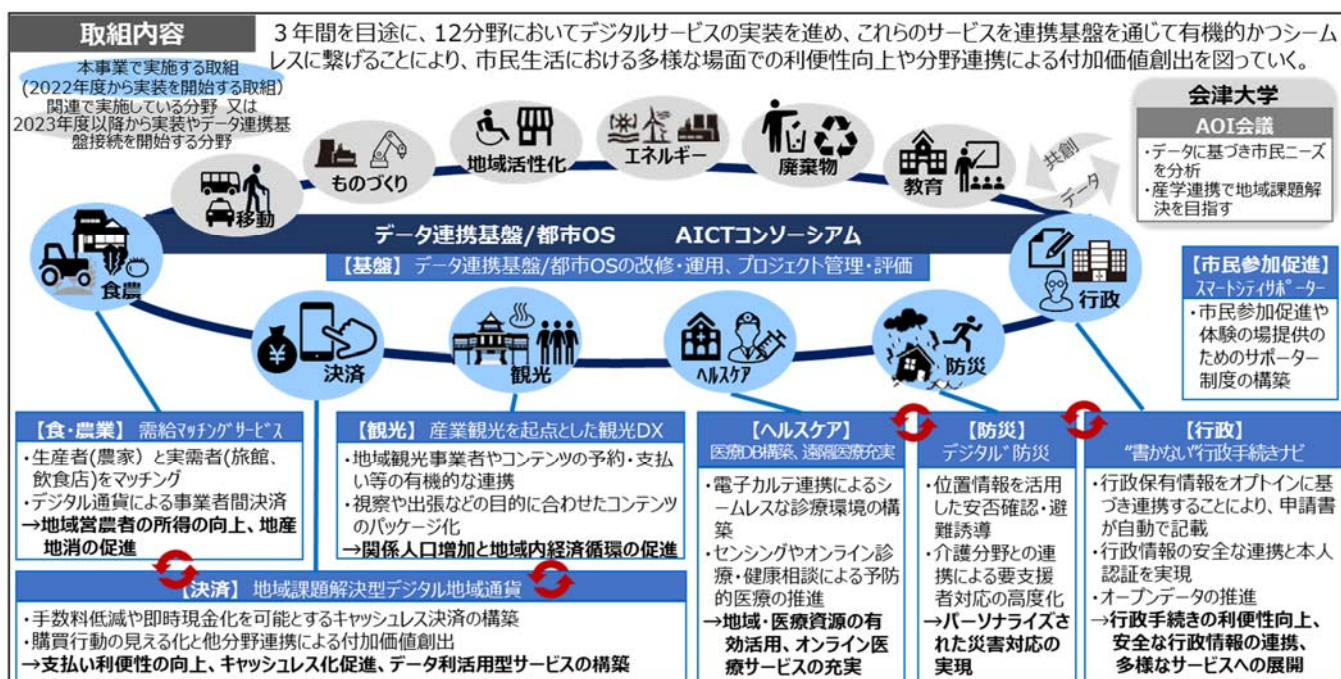 取組内容
3年間を目途に、12分野においてデジタルサービスの実装を進め、これらのサービスを連携基盤を通じて有機的かつシーム
レスに繋げることにより、市民生活における多様な場面での利便性向上や分野連携による付加価値創出を図っていく。
本事業で実施する取組
(2022年度から実装を開始する取組)
関連で実施している分野 又は
2023年度以降から実装やデータ連携基
盤接続を開始する分野
移動
ものづくり
地域活性化
エネルギー
廃棄物
教育
共創
データ
会津大学
AOI会議
・データに基づき市民ニーズ
を分析
・産学連携で地域課題解
決を目指す
データ連携基盤/都市OS AICTコンソーシアム
【基盤】データ連携基盤/都市OSの改修・運用、プロジェクト管理・評価
食農
決済
¥
観光
ヘルスケア
防災
行政
【市民参加促進】
スマートシティサポーター
・市民参加促進や
体験の場提供の
ためのサポーター
制度の構築
【食・農業】需給マッチングサービス
・生産者(農家)と実需者(旅館、
飲食店)をマッチング
・デジタル通貨による事業者間決済
→地域営農者の所得の向上、地産
地消の促進
【観光】産業観光を起点とした観光DX
・地域観光事業者やコンテンツの予約・支払
い等の有機的な連携
・視察や出張などの目的に合わせたコンテンツ
のパッケージ化
→関係人口増加と地域内経済循環の促進
【決済】地域課題解決型デジタル地域通貨
・手数料低減や即時現金化を可能とするキャッシュレス決済の構築
・購買行動の見える化と他分野連携による付加価値創出
→支払い利便性の向上、キャッシュレス化促進、データ利活用型サービスの構築
【ヘルスケア】
医療DB構築、遠隔医療充実
・電子カルテ連携によるシ
ームレスな診療環境の構
築
・センシングやオンライン診
療・健康相談による予防
的医療の推進
→地域・医療資源の有
効活用、オンライン医
療サービスの充実
【防災】
デジタル゛防災
・位置情報を活用
した安否確認・避
難誘導
・介護分野との連
携による要支援
者対応の高度化
→パーソナライズさ
れた災害対応の
実現
【行政】
"書かない"行政手続きナビ
・行政保有情報をオプトインに基
づき連携することにより、申請書
が自動で記載
・行政情報の安全な連携と本人
認証を実現
・オープンデータの推進
→行政手続きの利便性向上、
安全な行政情報の連携、
多様なサービスへの展開